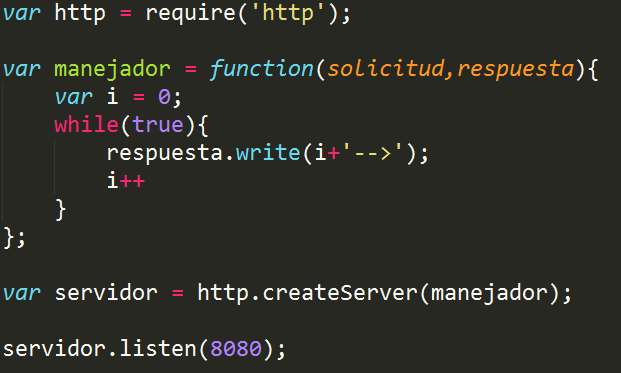 var http = require('http');
var manejador = function(solicitud,respuesta){
var i = 0;
while(true){
respuesta.write(i+'-->');
i++
}
};
var servidor = http.createServer(manejador);
servidor.listen(8080);